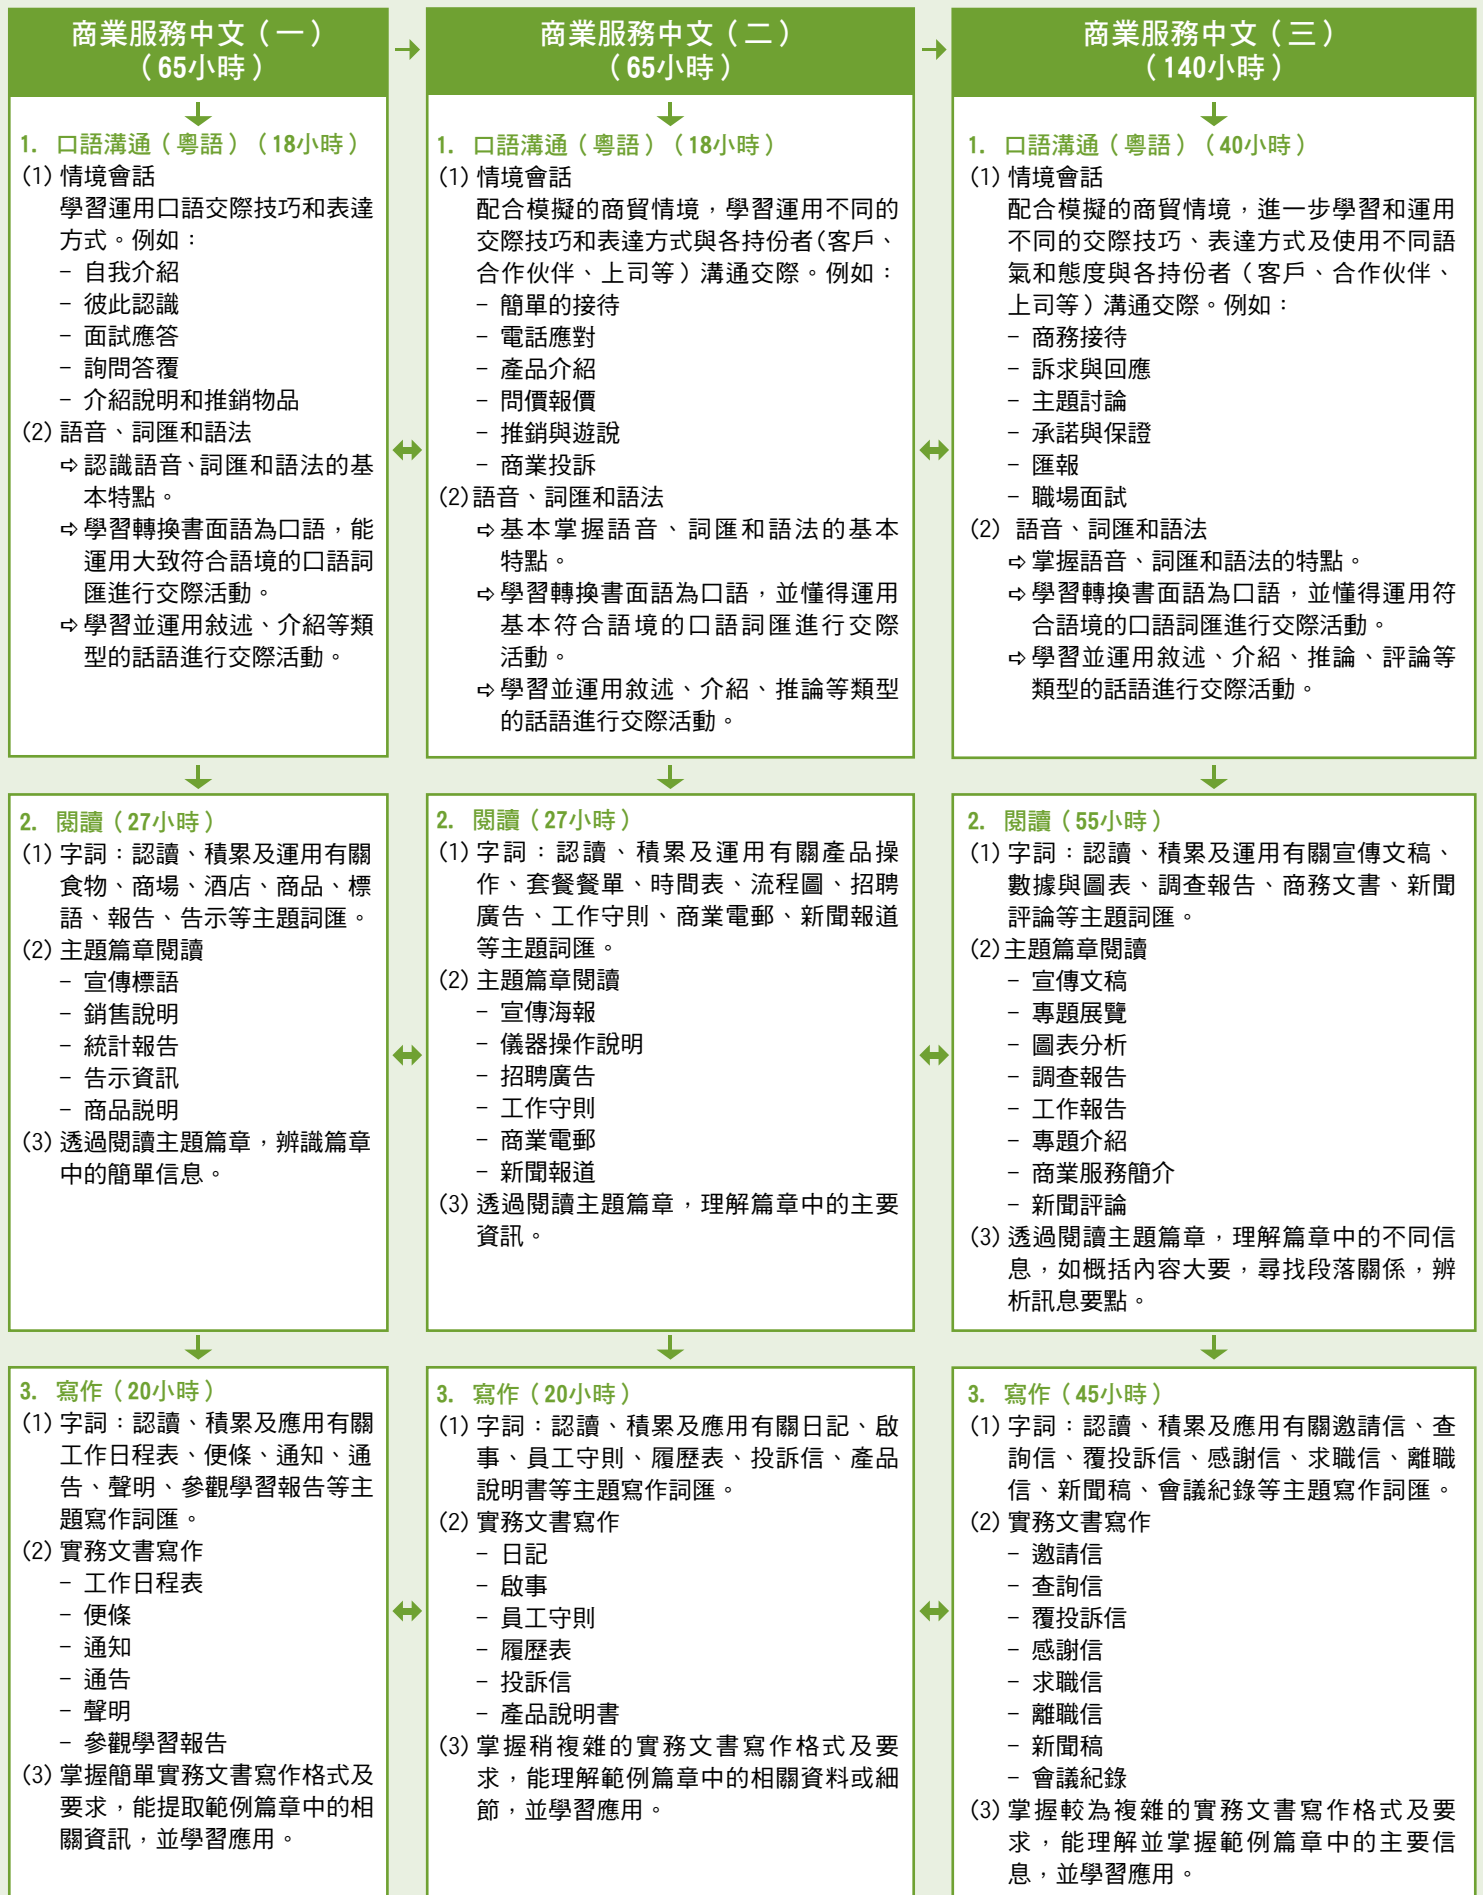 商業服務中文（一）
（65小時）
1. 口語溝通（粵語）（18小時）
(1) 情境會話
學習運用口語交際技巧和表達
方式。例如：
– 自我介紹
– 彼此認識
– 面試應答
– 詢問答覆
– 介紹說明和推銷物品
(2) 語音、詞匯和語法
⇨ 認識語音、詞匯和語法的基
本特點。
⇨ 學習轉換書面語為口語，能
運用大致符合語境的口語詞
匯進行交際活動。
⇨ 學習並運用敘述、介紹等類
型的話語進行交際活動。
2. 閱讀（27小時）
(1) 字詞：認讀、積累及運用有關
食物、商場、酒店、商品、標
語、報告、告示等主題詞匯。
(2) 主題篇章閱讀
– 宣傳標語
– 銷售說明
– 統計報告
– 告示資訊
– 商品說明
(3) 透過閱讀主題篇章，辨識篇章
中的簡單信息。
3. 寫作（20小時）
(1) 字詞：認讀、積累及應用有關
工作日程表、便條、通知、通
告、聲明、參觀學習報告等主
題寫作詞匯。
(2) 實務文書寫作
– 工作日程表
– 便條
– 通知
– 通告
– 聲明
– 參觀學習報告
(3) 掌握簡單實務文書寫作格式及
要求，能提取範例篇章中的相
關資訊，並學習應用。
商業服務中文（二）
（65小時）
1. 口語溝通（粵語）（18小時）
(1) 情境會話
配合模擬的商貿情境，學習運用不同的
交際技巧和表達方式與各持份者（客戶、
合作伙伴、上司等）溝通交際。例如：
– 簡單的接待
– 電話應對
– 產品介紹
– 問價報價
– 推銷與遊說
– 商業投訴
(2) 語音、詞匯和語法
⇨ 基本掌握語音、詞匯和語法的基本
特點。
⇨ 學習轉換書面語為口語，並懂得運用
基本符合語境的口語詞匯進行交際
活動。
⇨ 學習並運用敘述、介紹、推論等類型
的話語進行交際活動。
2. 閱讀（27小時）
(1) 字詞：認讀、積累及運用有關產品操
作、套餐餐單、時間表、流程圖、招聘
廣告、工作守則、商業電郵、新聞報道
等主題詞匯。
(2) 主題篇章閱讀
– 宣傳海報
– 儀器操作說明
– 招聘廣告
– 工作守則
– 商業電郵
– 新聞報道
(3) 透過閱讀主題篇章，理解篇章中的主要
資訊。
3. 寫作（20小時）
(1) 字詞：認讀、積累及應用有關日記、啟
事、員工守則、履歷表、投訴信、產品
說明書等主題寫作詞匯。
(2) 實務文書寫作
– 日記
– 啟事
– 員工守則
– 履歷表
– 投訴信
– 產品說明書
(3) 掌握稍複雜的實務文書寫作格式及要
求，能理解範例篇章中的相關資料或細
節，並學習應用。
商業服務中文（三）
（140小時）
1. 口語溝通（粵語）（40小時）
(1) 情境會話
配合模擬的商貿情境，進一步學習和運用
不同的交際技巧、表達方式及使用不同語
氣和態度與各持份者（客戶、合作伙伴、
上司等）溝通交際。例如：
– 商務接待
– 訴求與回應
– 主題討論
– 承諾與保證
– 匯報
– 職場面試
(2) 語音、詞匯和語法
⇨ 掌握語音、詞匯和語法的特點。
⇨ 學習轉換書面語為口語，並懂得運用符
合語境的口語詞匯進行交際活動。
⇨ 學習並運用敘述、介紹、推論、評論等
類型的話語進行交際活動。
2. 閱讀（55小時）
(1) 字詞：認讀、積累及運用有關宣傳文稿、
數據與圖表、調查報告、商務文書、新聞
評論等主題詞匯。
(2) 主題篇章閱讀
– 宣傳文稿
– 專題展覽
– 圖表分析
– 調查報告
– 工作報告
– 專題介紹
– 商業服務簡介
– 新聞評論
(3) 透過閱讀主題篇章，理解篇章中的不同信
息，如概括內容大要，尋找段落關係，辨
析訊息要點。
3. 寫作（45小時）
(1) 字詞：認讀、積累及應用有關邀請信、查
詢信、覆投訴信、感謝信、求職信、離職
信、新聞稿、會議紀錄等主題寫作詞匯。
(2) 實務文書寫作
– 邀請信
– 查詢信
– 覆投訴信
– 感謝信
– 求職信
– 離職信
– 新聞稿
– 會議紀錄
(3) 掌握較為複雜的實務文書寫作格式及要
求，能理解並掌握範例篇章中的主要信
息，並學習應用。